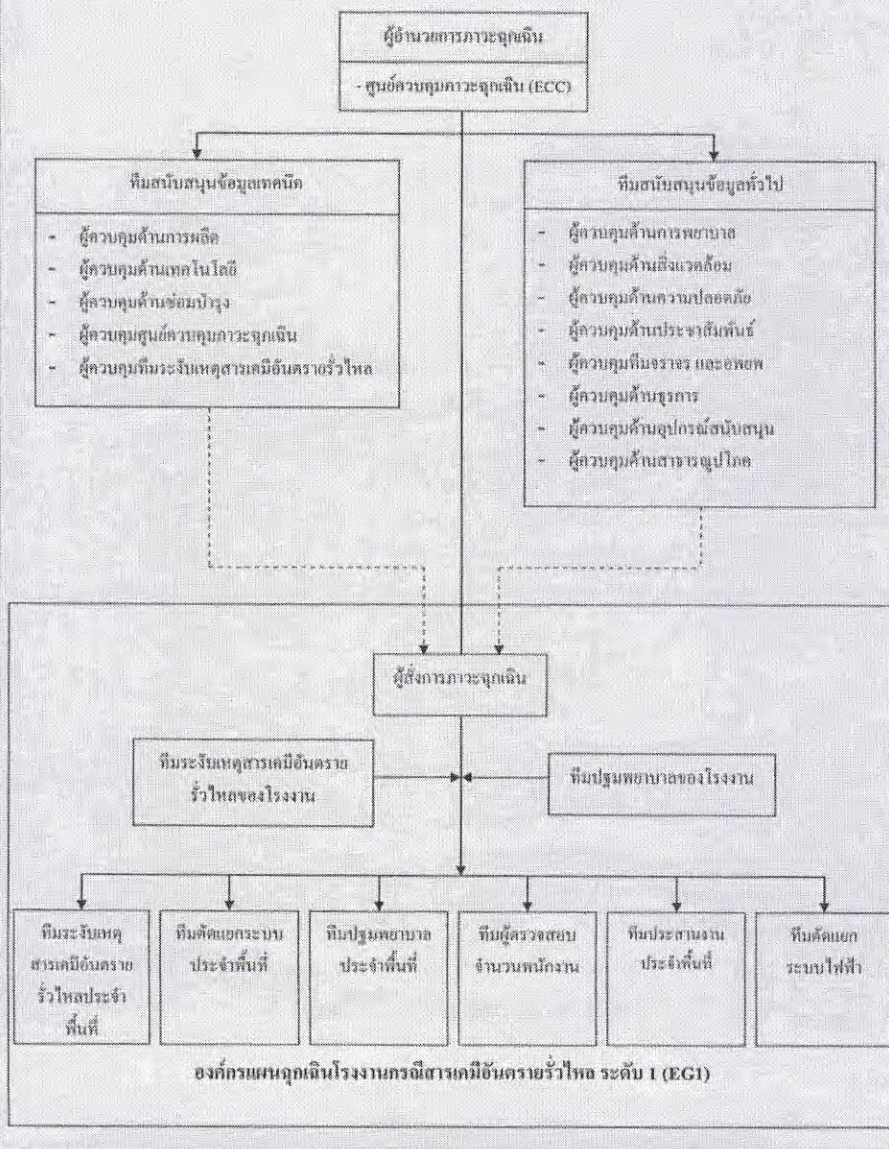 ผู้อำนวยการภาวะฉุกเฉิน
- ศูนย์ควบคุมภาวะฉุกเฉิน (ECC)
ทีมสนับสนุนข้อมูลเทคนิค
- ผู้ควบคุมด้านการผลิต
- ผู้ควบคุมด้านเทคโนโลยี
- ผู้ควบคุมด้านซ่อมบำรุง
- ผู้ควบคุมศูนย์ควบคุมภาวะฉุกเฉิน
- ผู้ควบคุมทีมระงับเหตุสารเคมีอันตรายรั่วไหล
ทีมสนับสนุนข้อมูลทั่วไป
- ผู้ควบคุมด้านการพยาบาล
- ผู้ควบคุมด้านสิ่งแวดล้อม
- ผู้ควบคุมด้านความปลอดภัย
- ผู้ควบคุมด้านประชาสัมพันธ์
- ผู้ควบคุมทีมจราจร และอพยพ
- ผู้ควบคุมด้านธุรการ
- ผู้ควบคุมด้านอุปกรณ์สนับสนุน
- ผู้ควบคุมด้านสาธารณูปโภค
ผู้สั่งการภาวะฉุกเฉิน
ทีมระงับเหตุสารเคมีอันตราย
รั่วไหลของโรงงาน
ทีมปฐมพยาบาลของโรงงาน
ทีมระงับเหตุ
สารเคมีอันตราย
รั่วไหลประจำ
พื้นที่
ทีมตัดแยกระบบ
ประจำพื้นที่
ทีมปฐมพยาบาล
ประจำพื้นที่
ทีมผู้ตรวจสอบ
จำนวนพนักงาน
ทีมประสานงาน
ประจำพื้นที่
ทีมตัดแยก
ระบบไฟฟ้า
องค์กรแผนฉุกเฉินโรงงานกรณีสารเคมีอันตรายรั่วไหล ระดับ 1 (EG1)